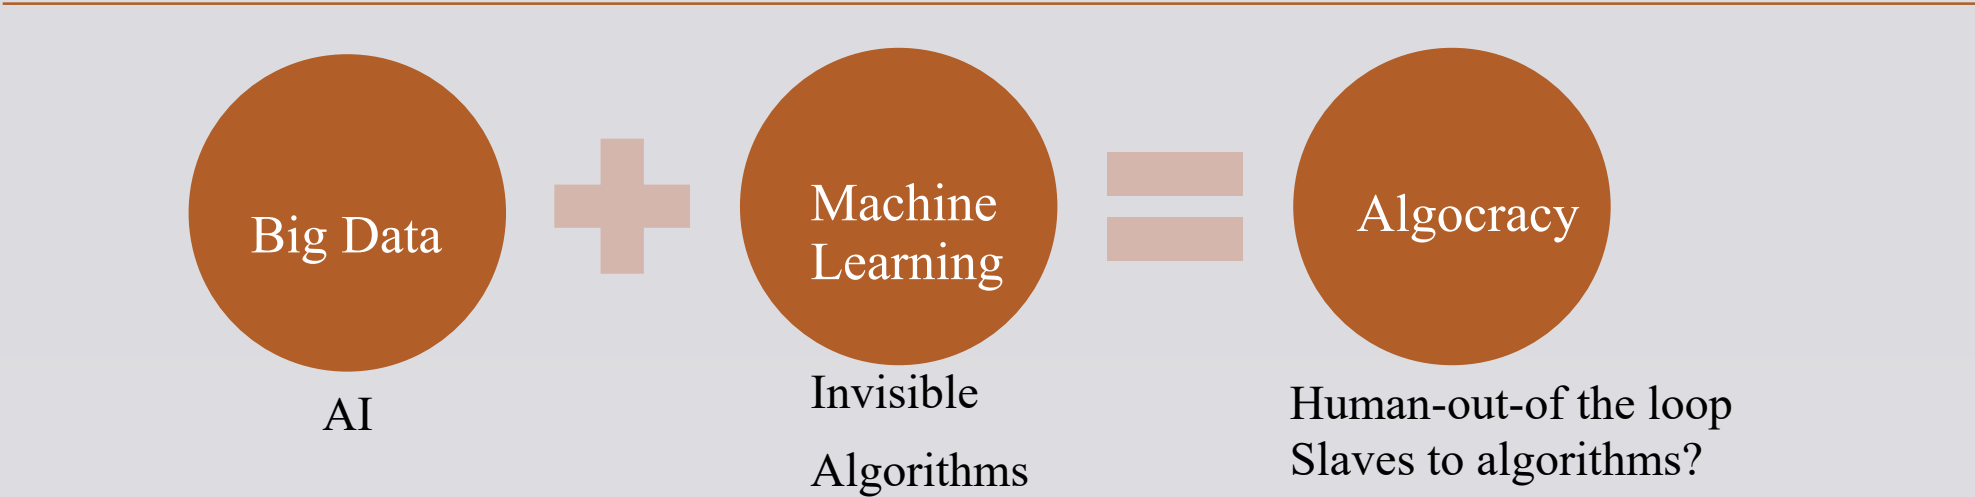 Big Data
Machine
Learning
Algocracy
AI
Invisible
Algorithms
Human-out-of the loop
Slaves to algorithms?